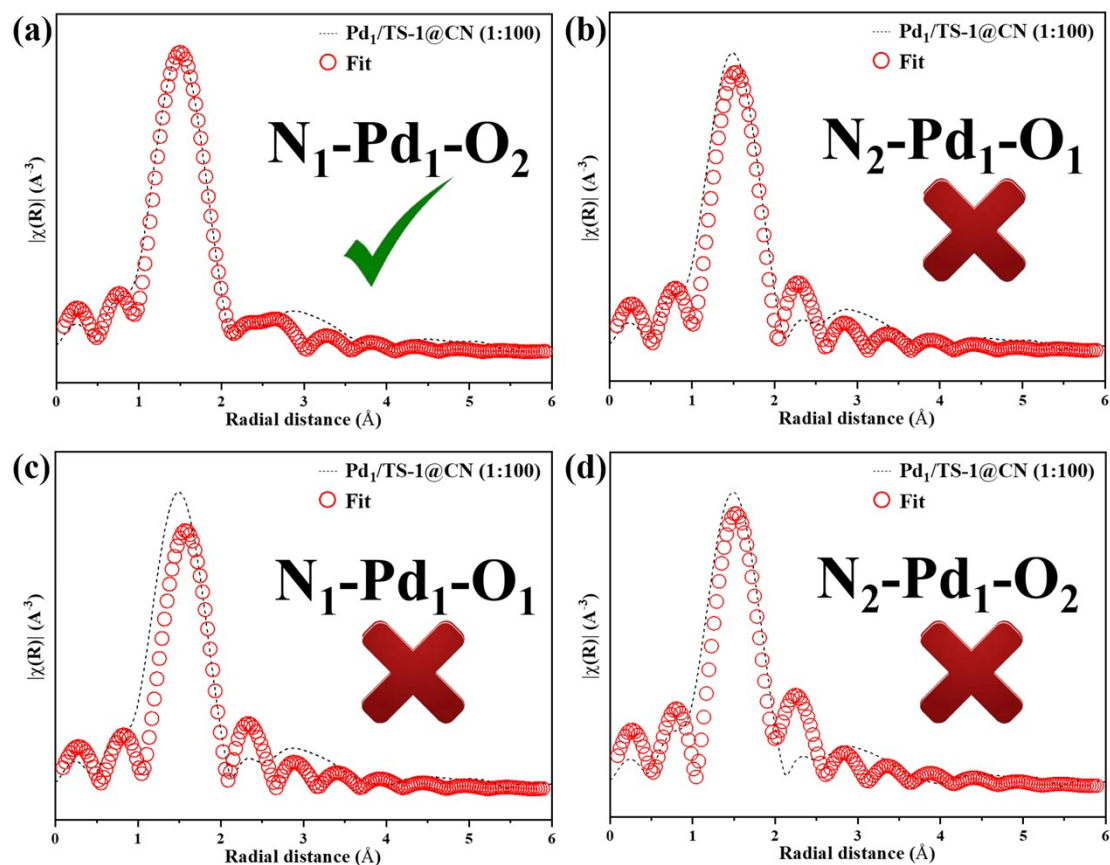 (a)
Pd₁/TS-1@CN (1:100)
Fit
N₁-Pd₁-O₂
|χ(R)| (A⁻³)
0 1 2 3 4 5 6
Radial distance (Å)
(b)
Pd₁/TS-1@CN (1:100)
Fit
N₂-Pd₁-O₁
|χ(R)| (A⁻³)
0 1 2 3 4 5 6
Radial distance (Å)
(c)
Pd₁/TS-1@CN (1:100)
Fit
N₁-Pd₁-O₁
|χ(R)| (A⁻³)
0 1 2 3 4 5 6
Radial distance (Å)
(d)
Pd₁/TS-1@CN (1:100)
Fit
N₂-Pd₁-O₂
|χ(R)| (A⁻³)
0 1 2 3 4 5 6
Radial distance (Å)